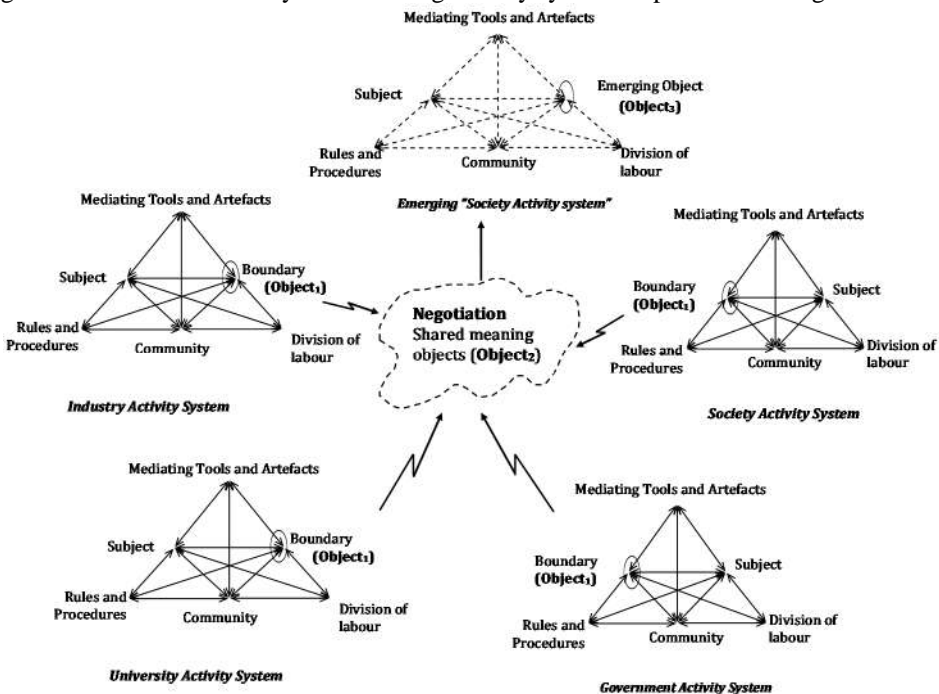 Mediating Tools and Artefacts
Subject
Emerging Object
(Object₃)
Rules and
Procedures
Community
Division of
labour
Emerging "Society Activity system"
Mediating Tools and Artefacts
Subject
Boundary
(Object₁)
Rules and
Procedures
Community
Division of
labour
Industry Activity System
Negotiation
Shared meaning
objects (Object₂)
Mediating Tools and Artefacts
Boundary
(Object₁)
Subject
Rules and
Procedures
Community
Division of
labour
Society Activity System
Mediating Tools and Artefacts
Subject
Boundary
(Object₁)
Rules and
Procedures
Community
Division of
labour
University Activity System
Mediating Tools and Artefacts
Boundary
(Object₁)
Subject
Rules and
Procedures
Community
Division of
labour
Government Activity System